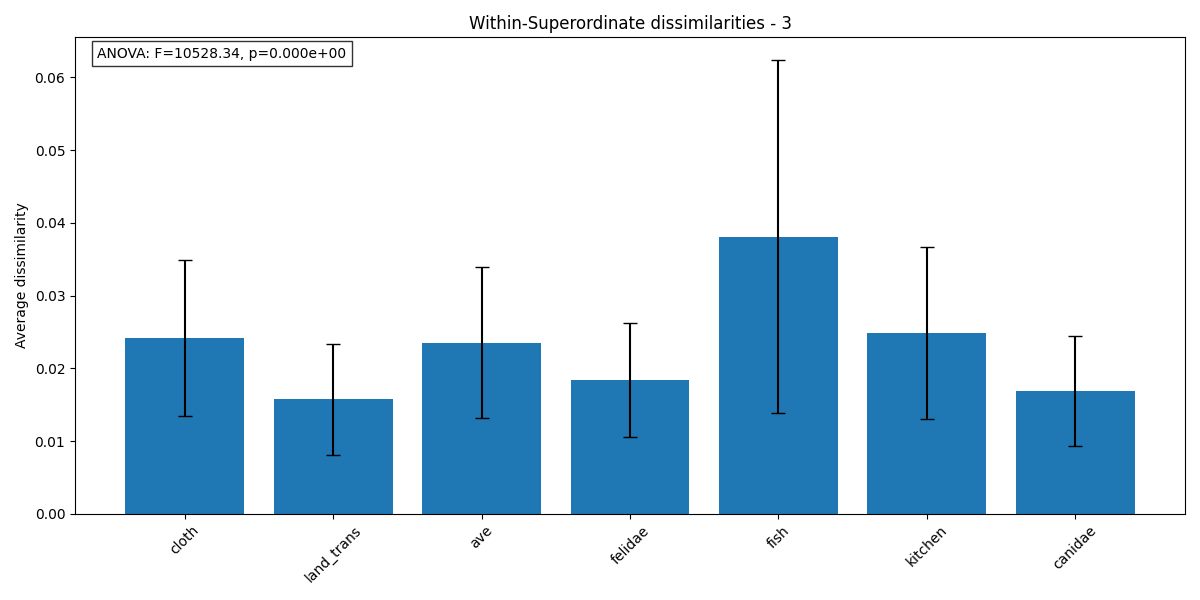 Within-Superordinate dissimilarities - 3
ANOVA: F=10528.34, p=0.000e+00
Average dissimilarity
0.06
0.05
0.04
0.03
0.02
0.01
0.00
cloth
land_trans
ave
felidae
fish
kitchen
canidae